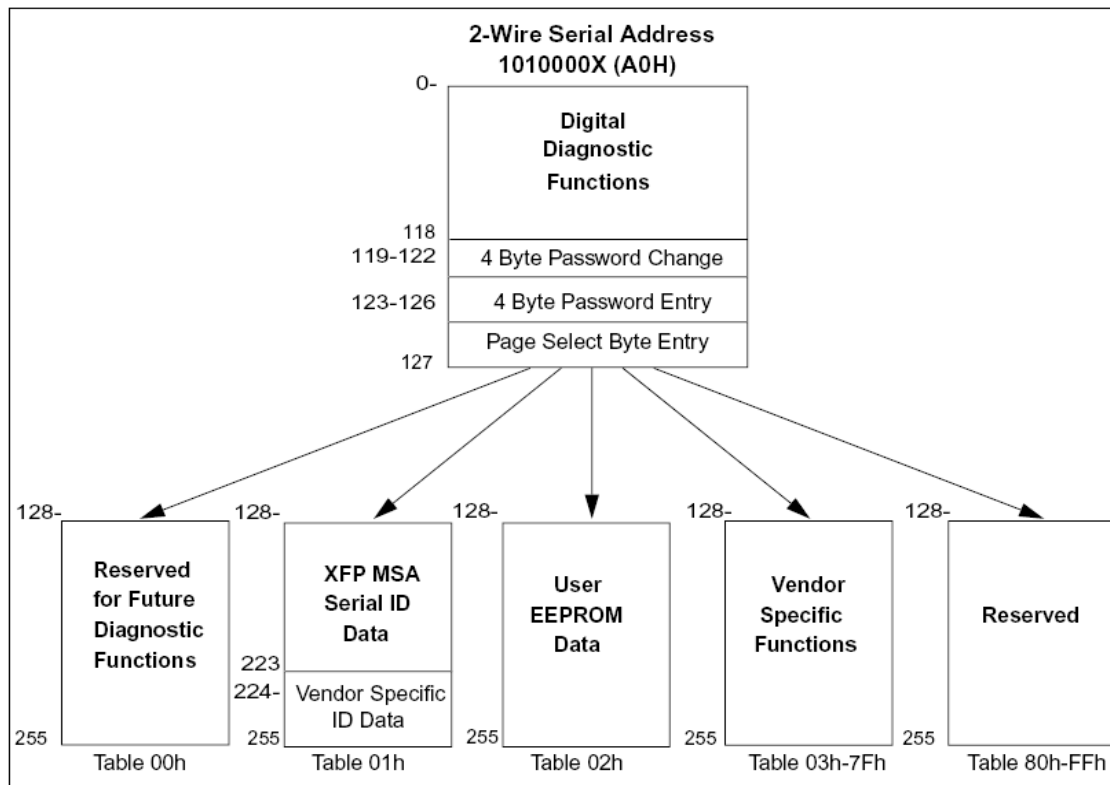 2-Wire Serial Address
1010000X (A0H)
0-
Digital
Diagnostic
Functions
118
119-122
4 Byte Password Change
123-126
4 Byte Password Entry
Page Select Byte Entry
127
128-
Reserved
for Future
Diagnostic
Functions
255
Table 00h
128-
XFP MSA
Serial ID
Data
223
224-
Vendor Specific
ID Data
255
Table 01h
128-
User
EEPROM
Data
255
Table 02h
128-
Vendor
Specific
Functions
255
Table 03h-7Fh
128-
Reserved
255
Table 80h-FFh